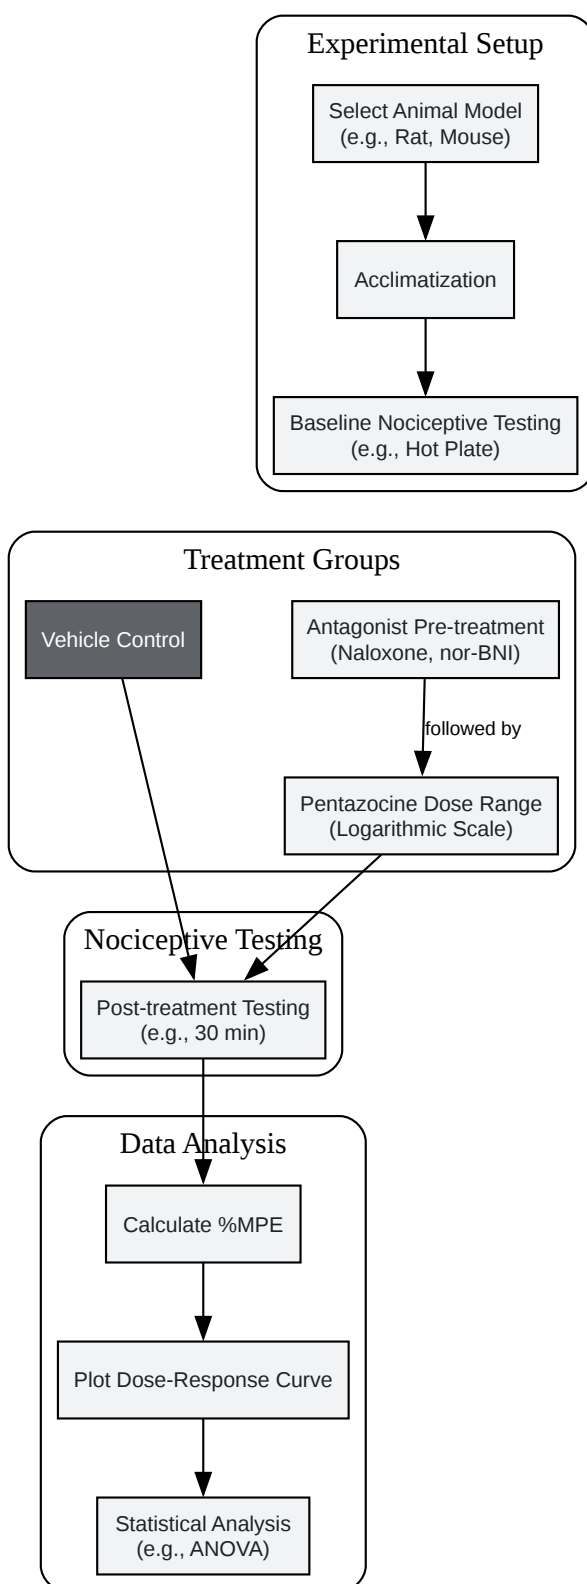 Experimental Setup
Select Animal Model
(e.g., Rat, Mouse)
Acclimatization
Baseline Nociceptive Testing
(e.g., Hot Plate)
Treatment Groups
Vehicle Control
Antagonist Pre-treatment
(Naloxone, nor-BNI)
followed by
Pentazocine Dose Range
(Logarithmic Scale)
Nociceptive Testing
Post-treatment Testing
(e.g., 30 min)
Data Analysis
Calculate %MPE
Plot Dose-Response Curve
Statistical Analysis
(e.g., ANOVA)